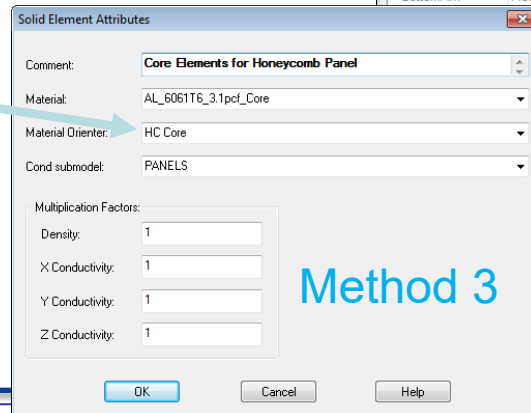 Solid Element Attributes
Comment: Core Elements for Honeycomb Panel
Material: AL_6061T6_3.1pcf_Core
Material Orienter: HC Core
Cond submodel: PANELS
Multiplication Factors:
Density: 1
X Conductivity: 1
Y Conductivity: 1
Z Conductivity: 1
Method 3
OK Cancel Help